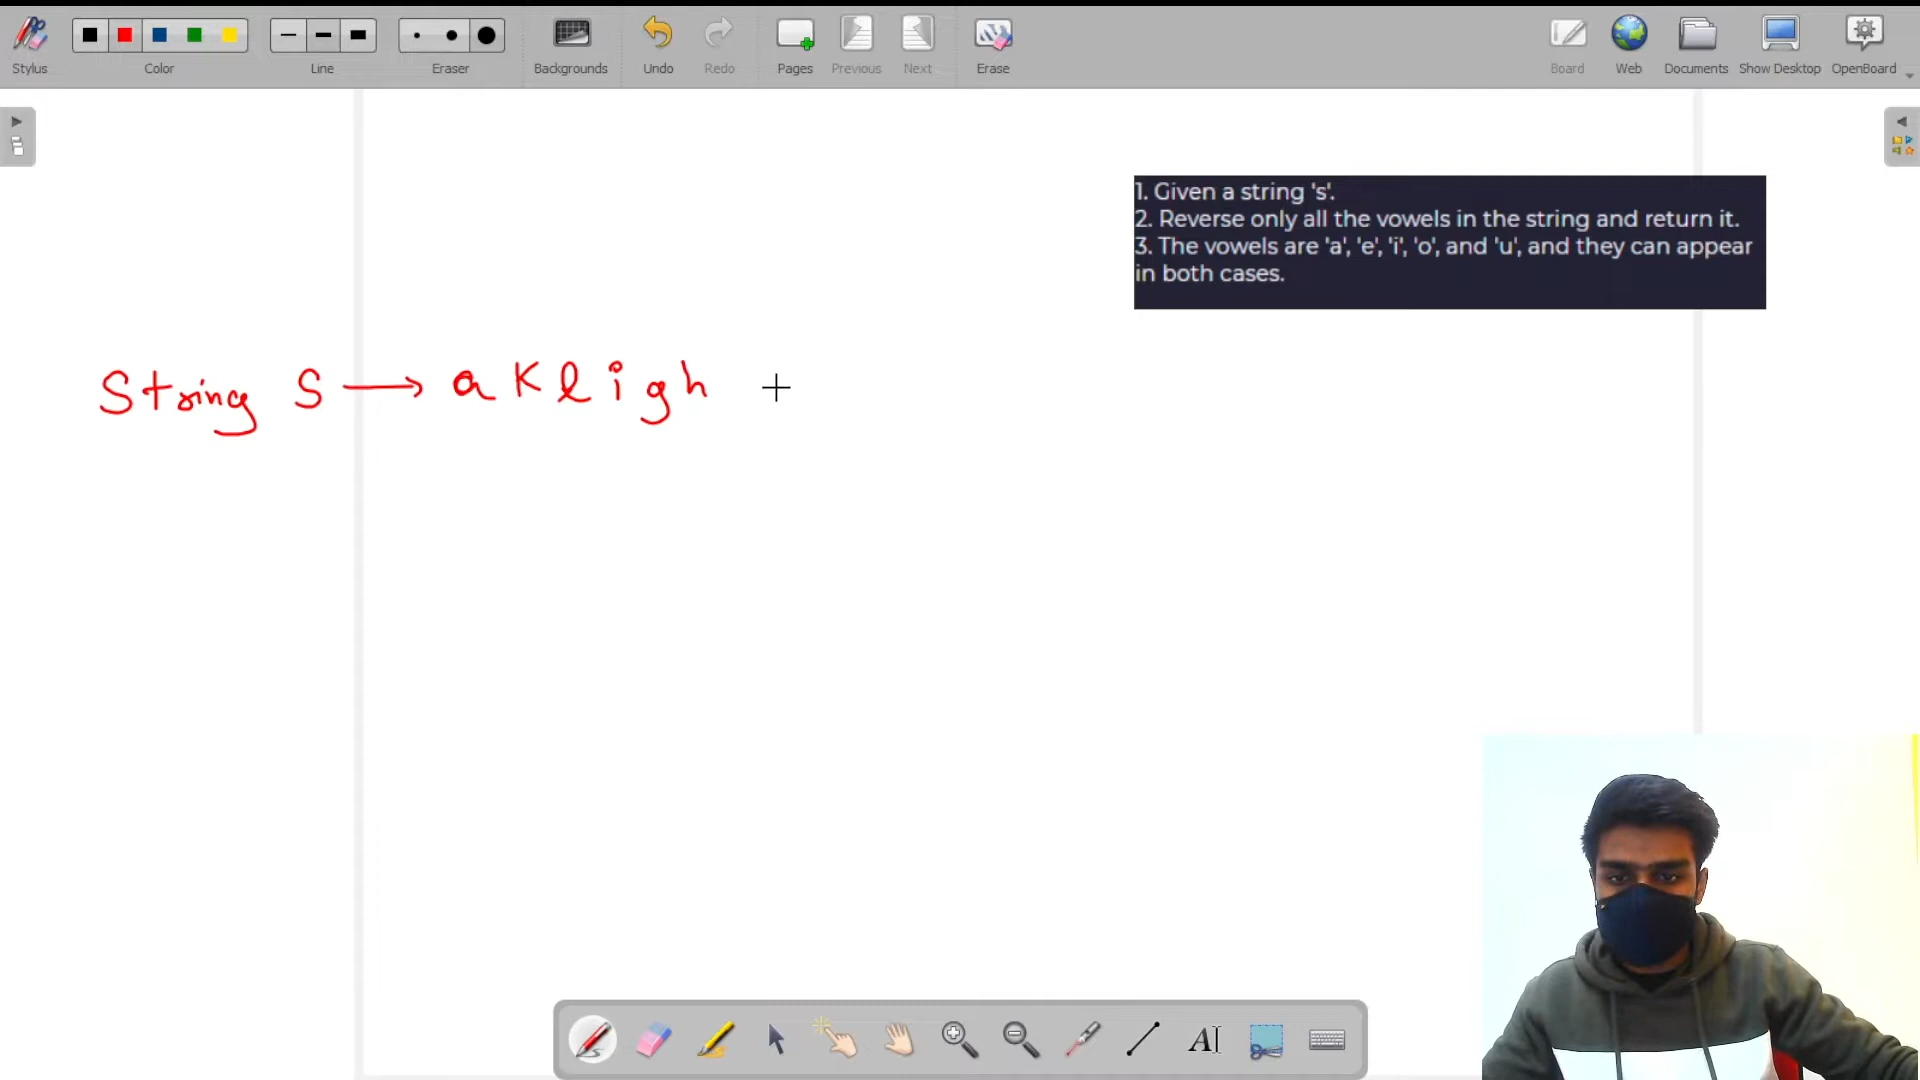 Stylus
Color
Line
Eraser
Backgrounds
Undo
Redo
Pages
Previous
Next
Erase
Board
Web
Documents
Show Desktop
OpenBoard
1. Given a string 's'.
2. Reverse only all the vowels in the string and return it.
3. The vowels are 'a', 'e', 'i', 'o', and 'u', and they can appear
in both cases.
String S → a K l i g h